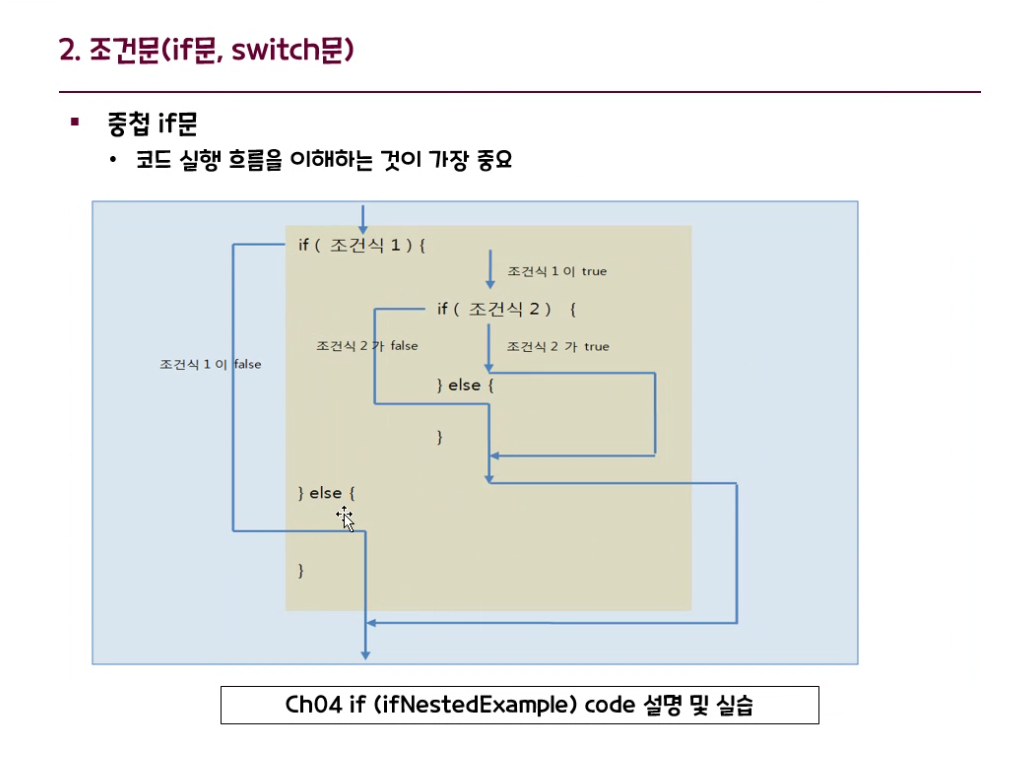 2. 조건문(if문, switch문)
▪ 중첩 if문
• 코드 실행 흐름을 이해하는 것이 가장 중요
if ( 조건식 1 ) {
조건식 1 이 true
if ( 조건식 2 ) {
조건식 2 가 false
조건식 2 가 true
조건식 1 이 false
} else {
}
} else {
}
Ch04 if (ifNestedExample) code 설명 및 실습